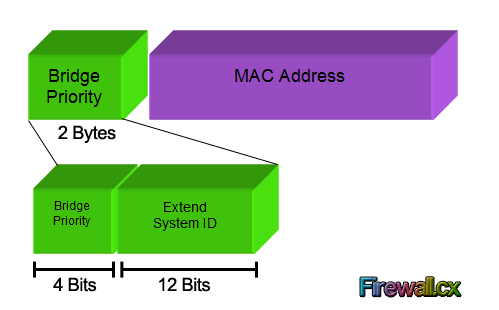 Bridge
Priority
MAC Address
2 Bytes
Bridge
Priority
Extend
System ID
4 Bits
12 Bits
Firewall.cx